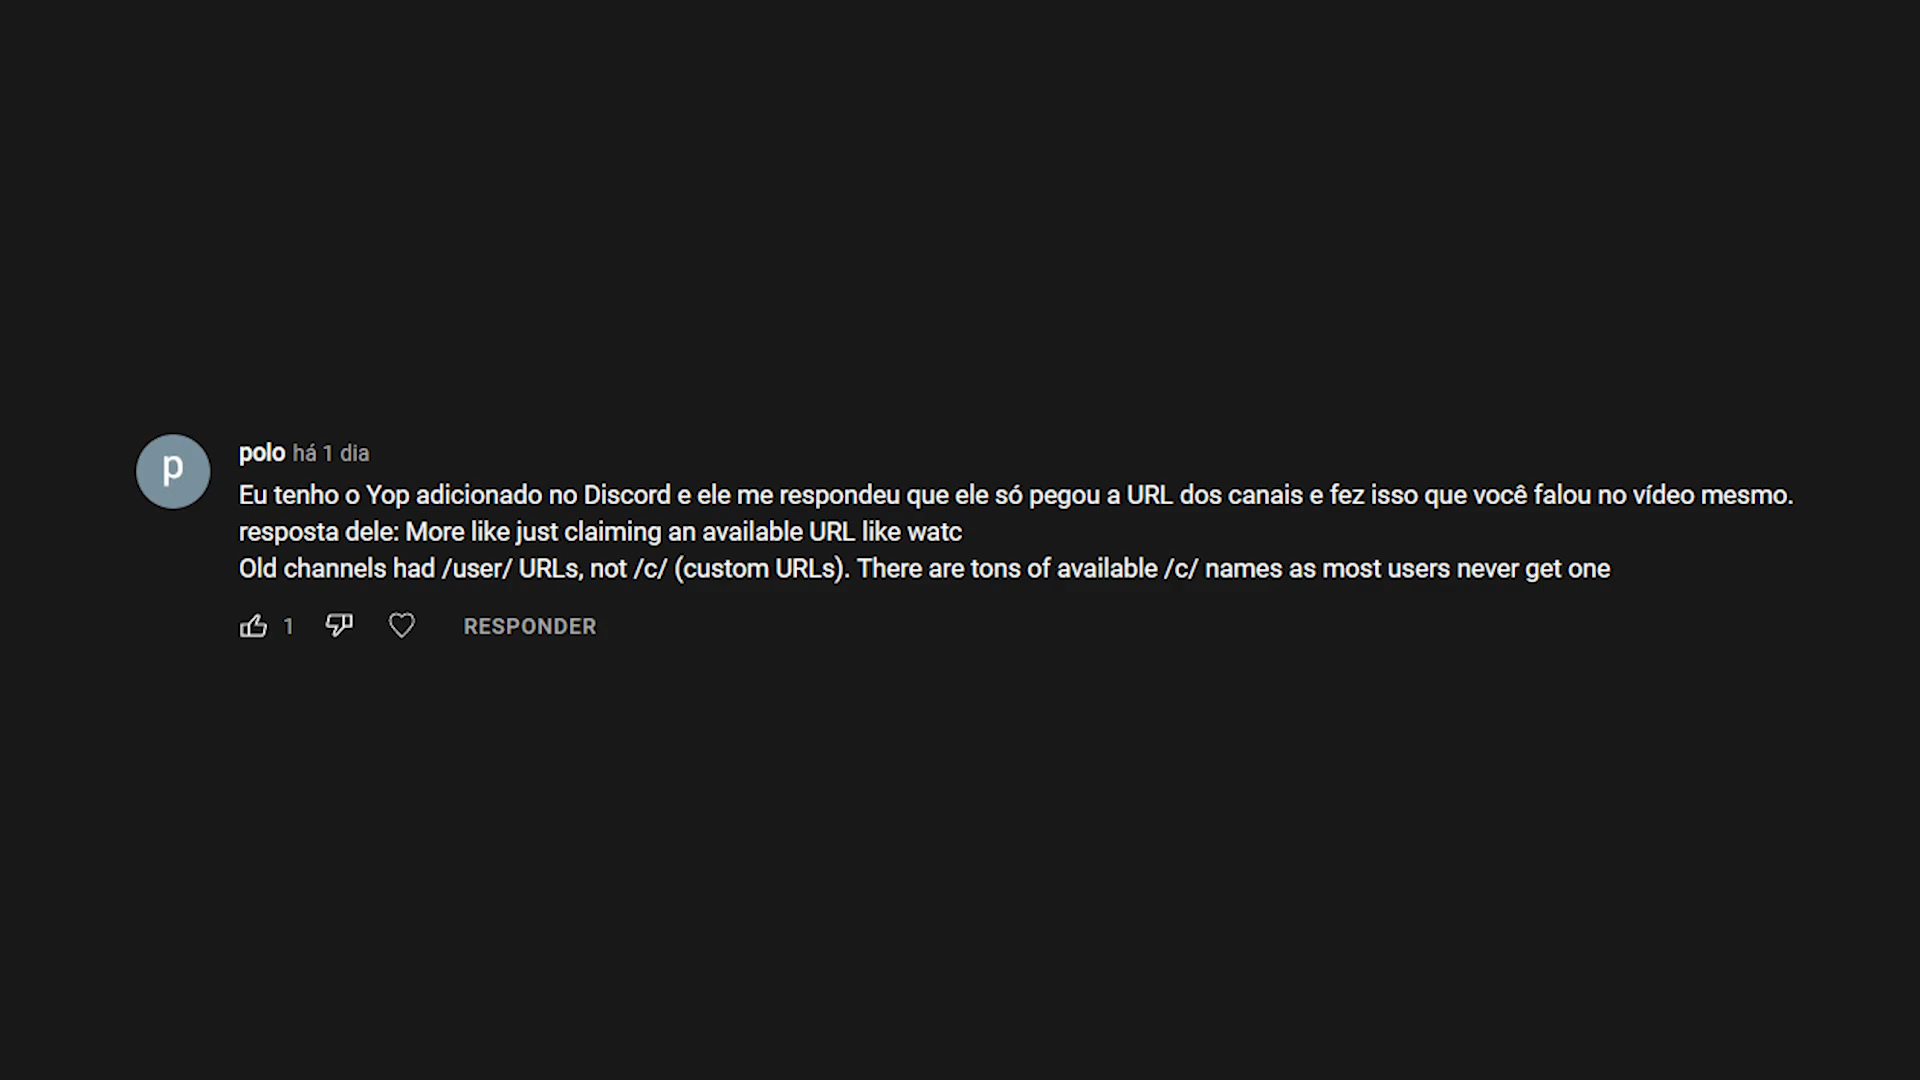 p
polo há 1 dia
Eu tenho o Yop adicionado no Discord e ele me respondeu que ele só pegou a URL dos canais e fez isso que você falou no vídeo mesmo.
resposta dele: More like just claiming an available URL like watc
Old channels had /user/ URLs, not /c/ (custom URLs). There are tons of available /c/ names as most users never get one
1 RESPONDER